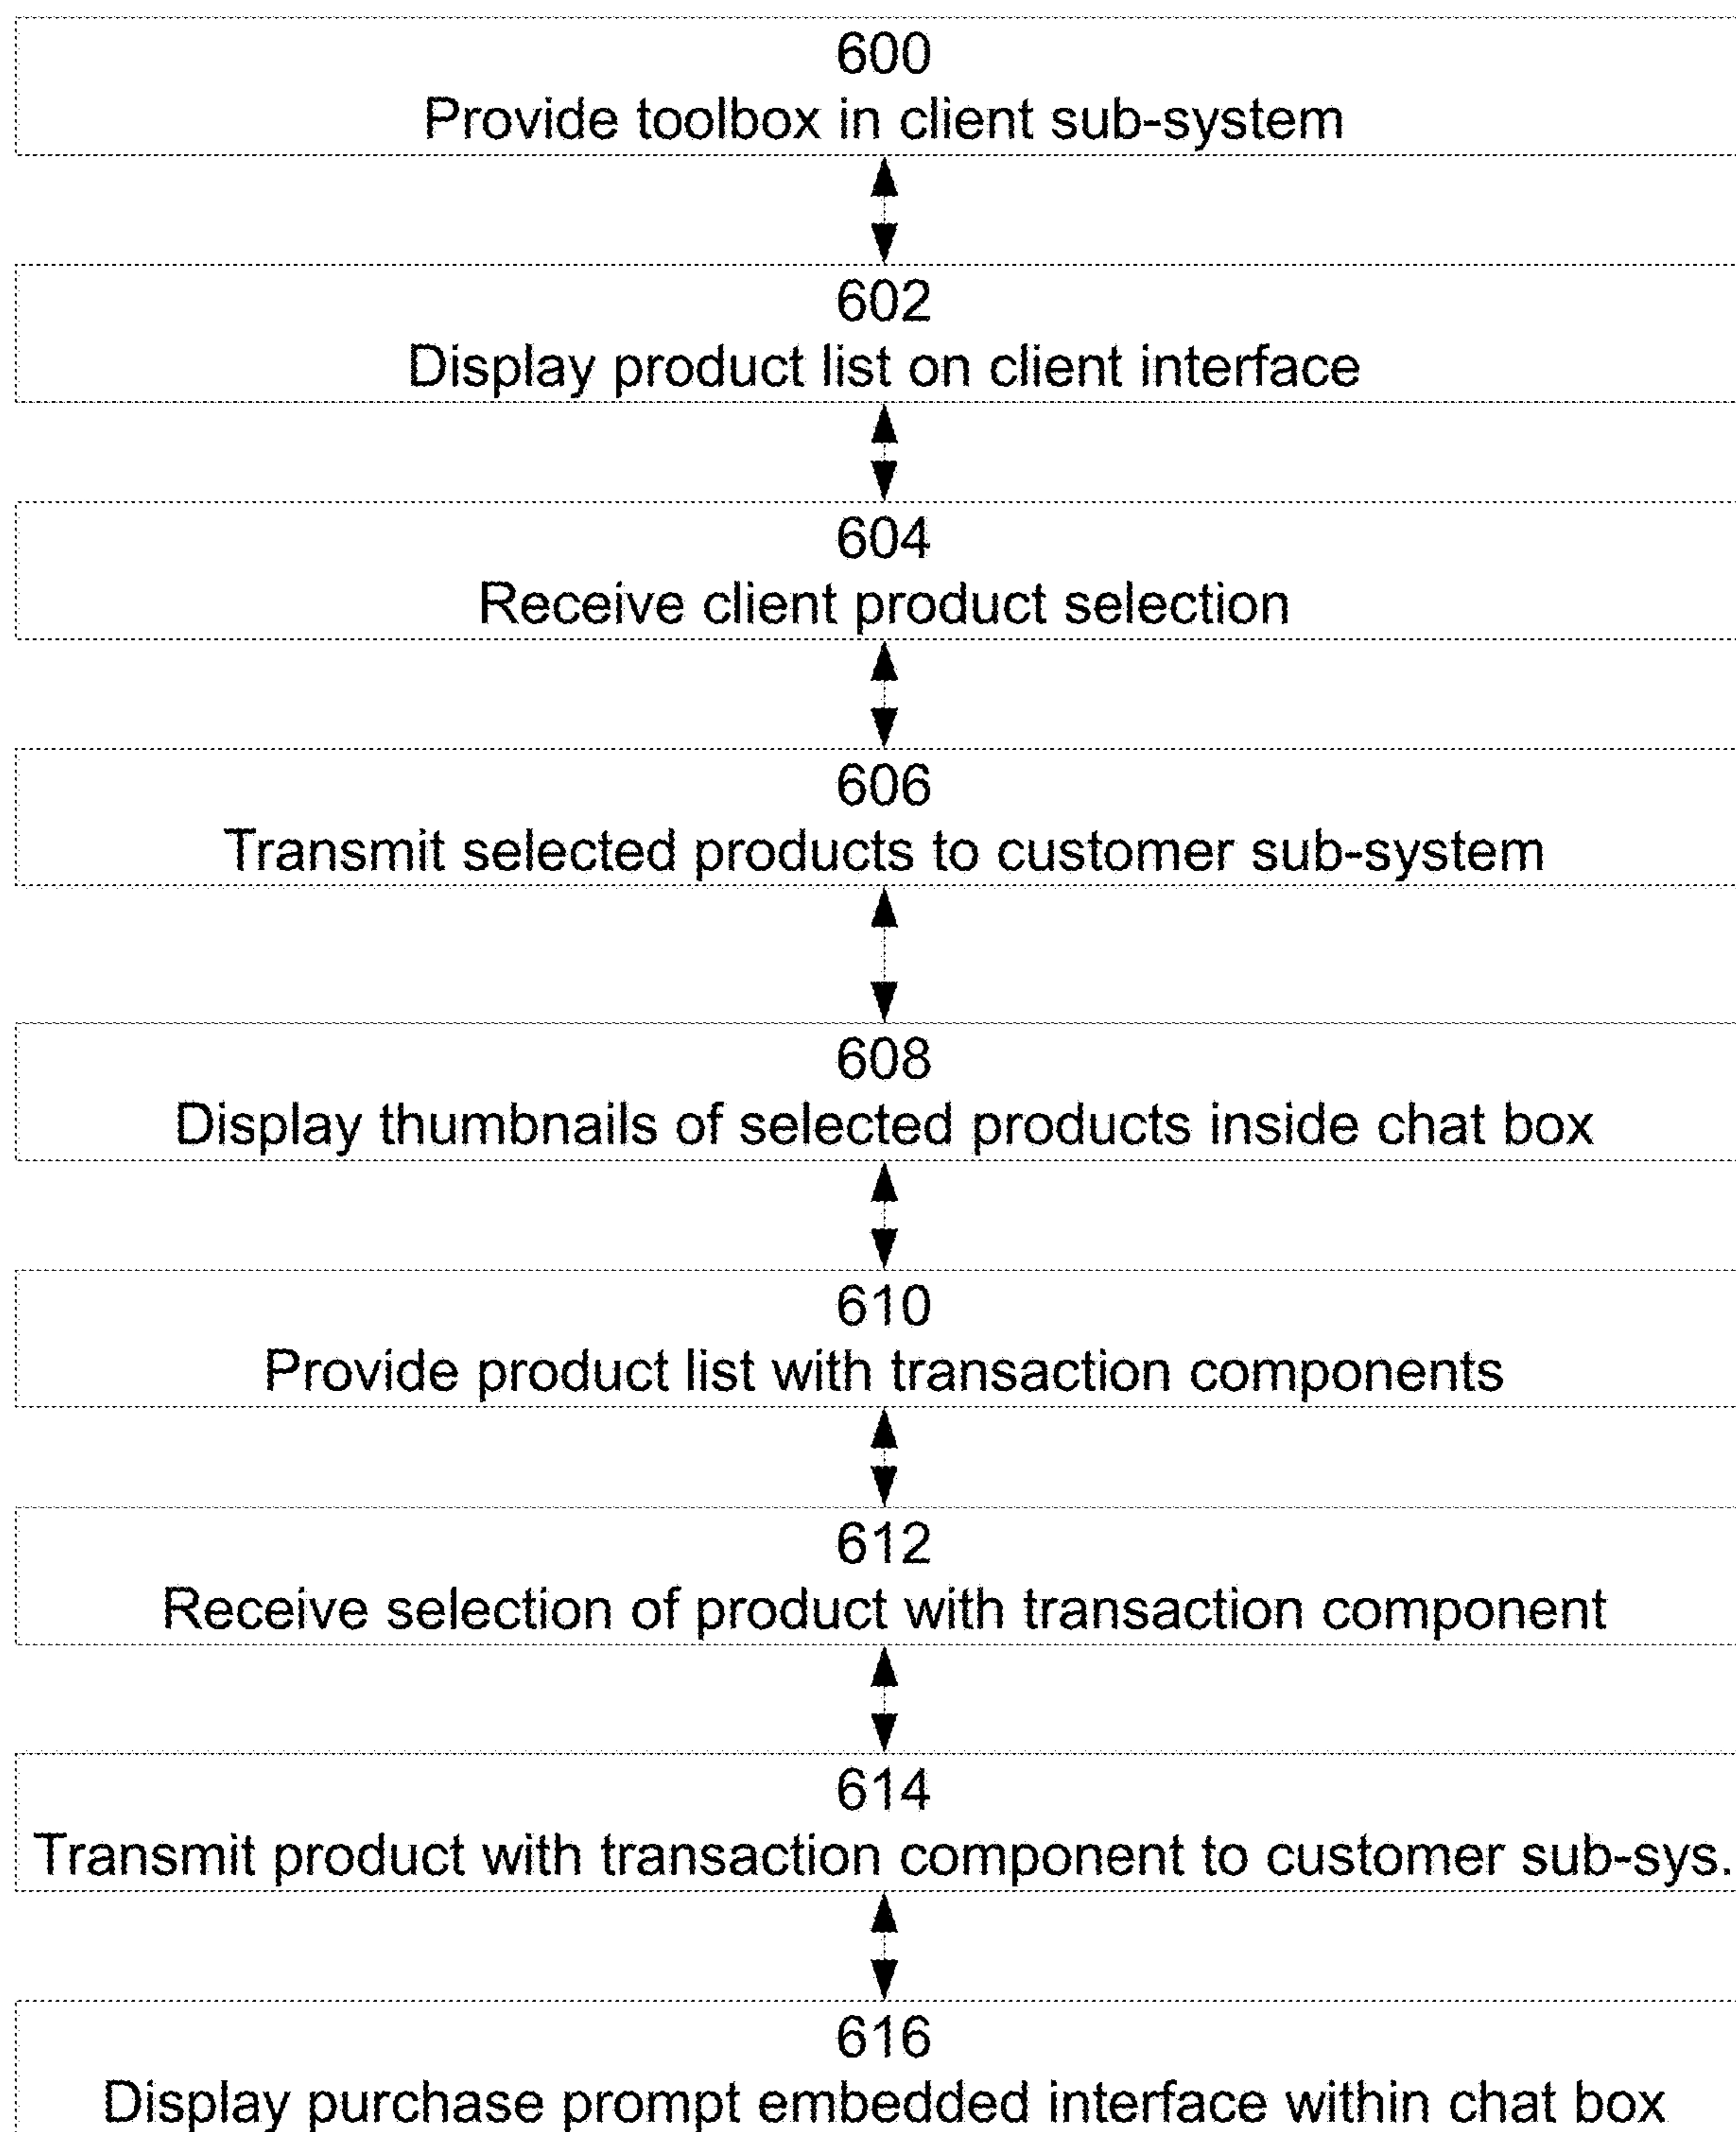 600
Provide toolbox in client sub-system
602
Display product list on client interface
604
Receive client product selection
606
Transmit selected products to customer sub-system
608
Display thumbnails of selected products inside chat box
610
Provide product list with transaction components
612
Receive selection of product with transaction component
614
Transmit product with transaction component to customer sub-sys.
616
Display purchase prompt embedded interface within chat box